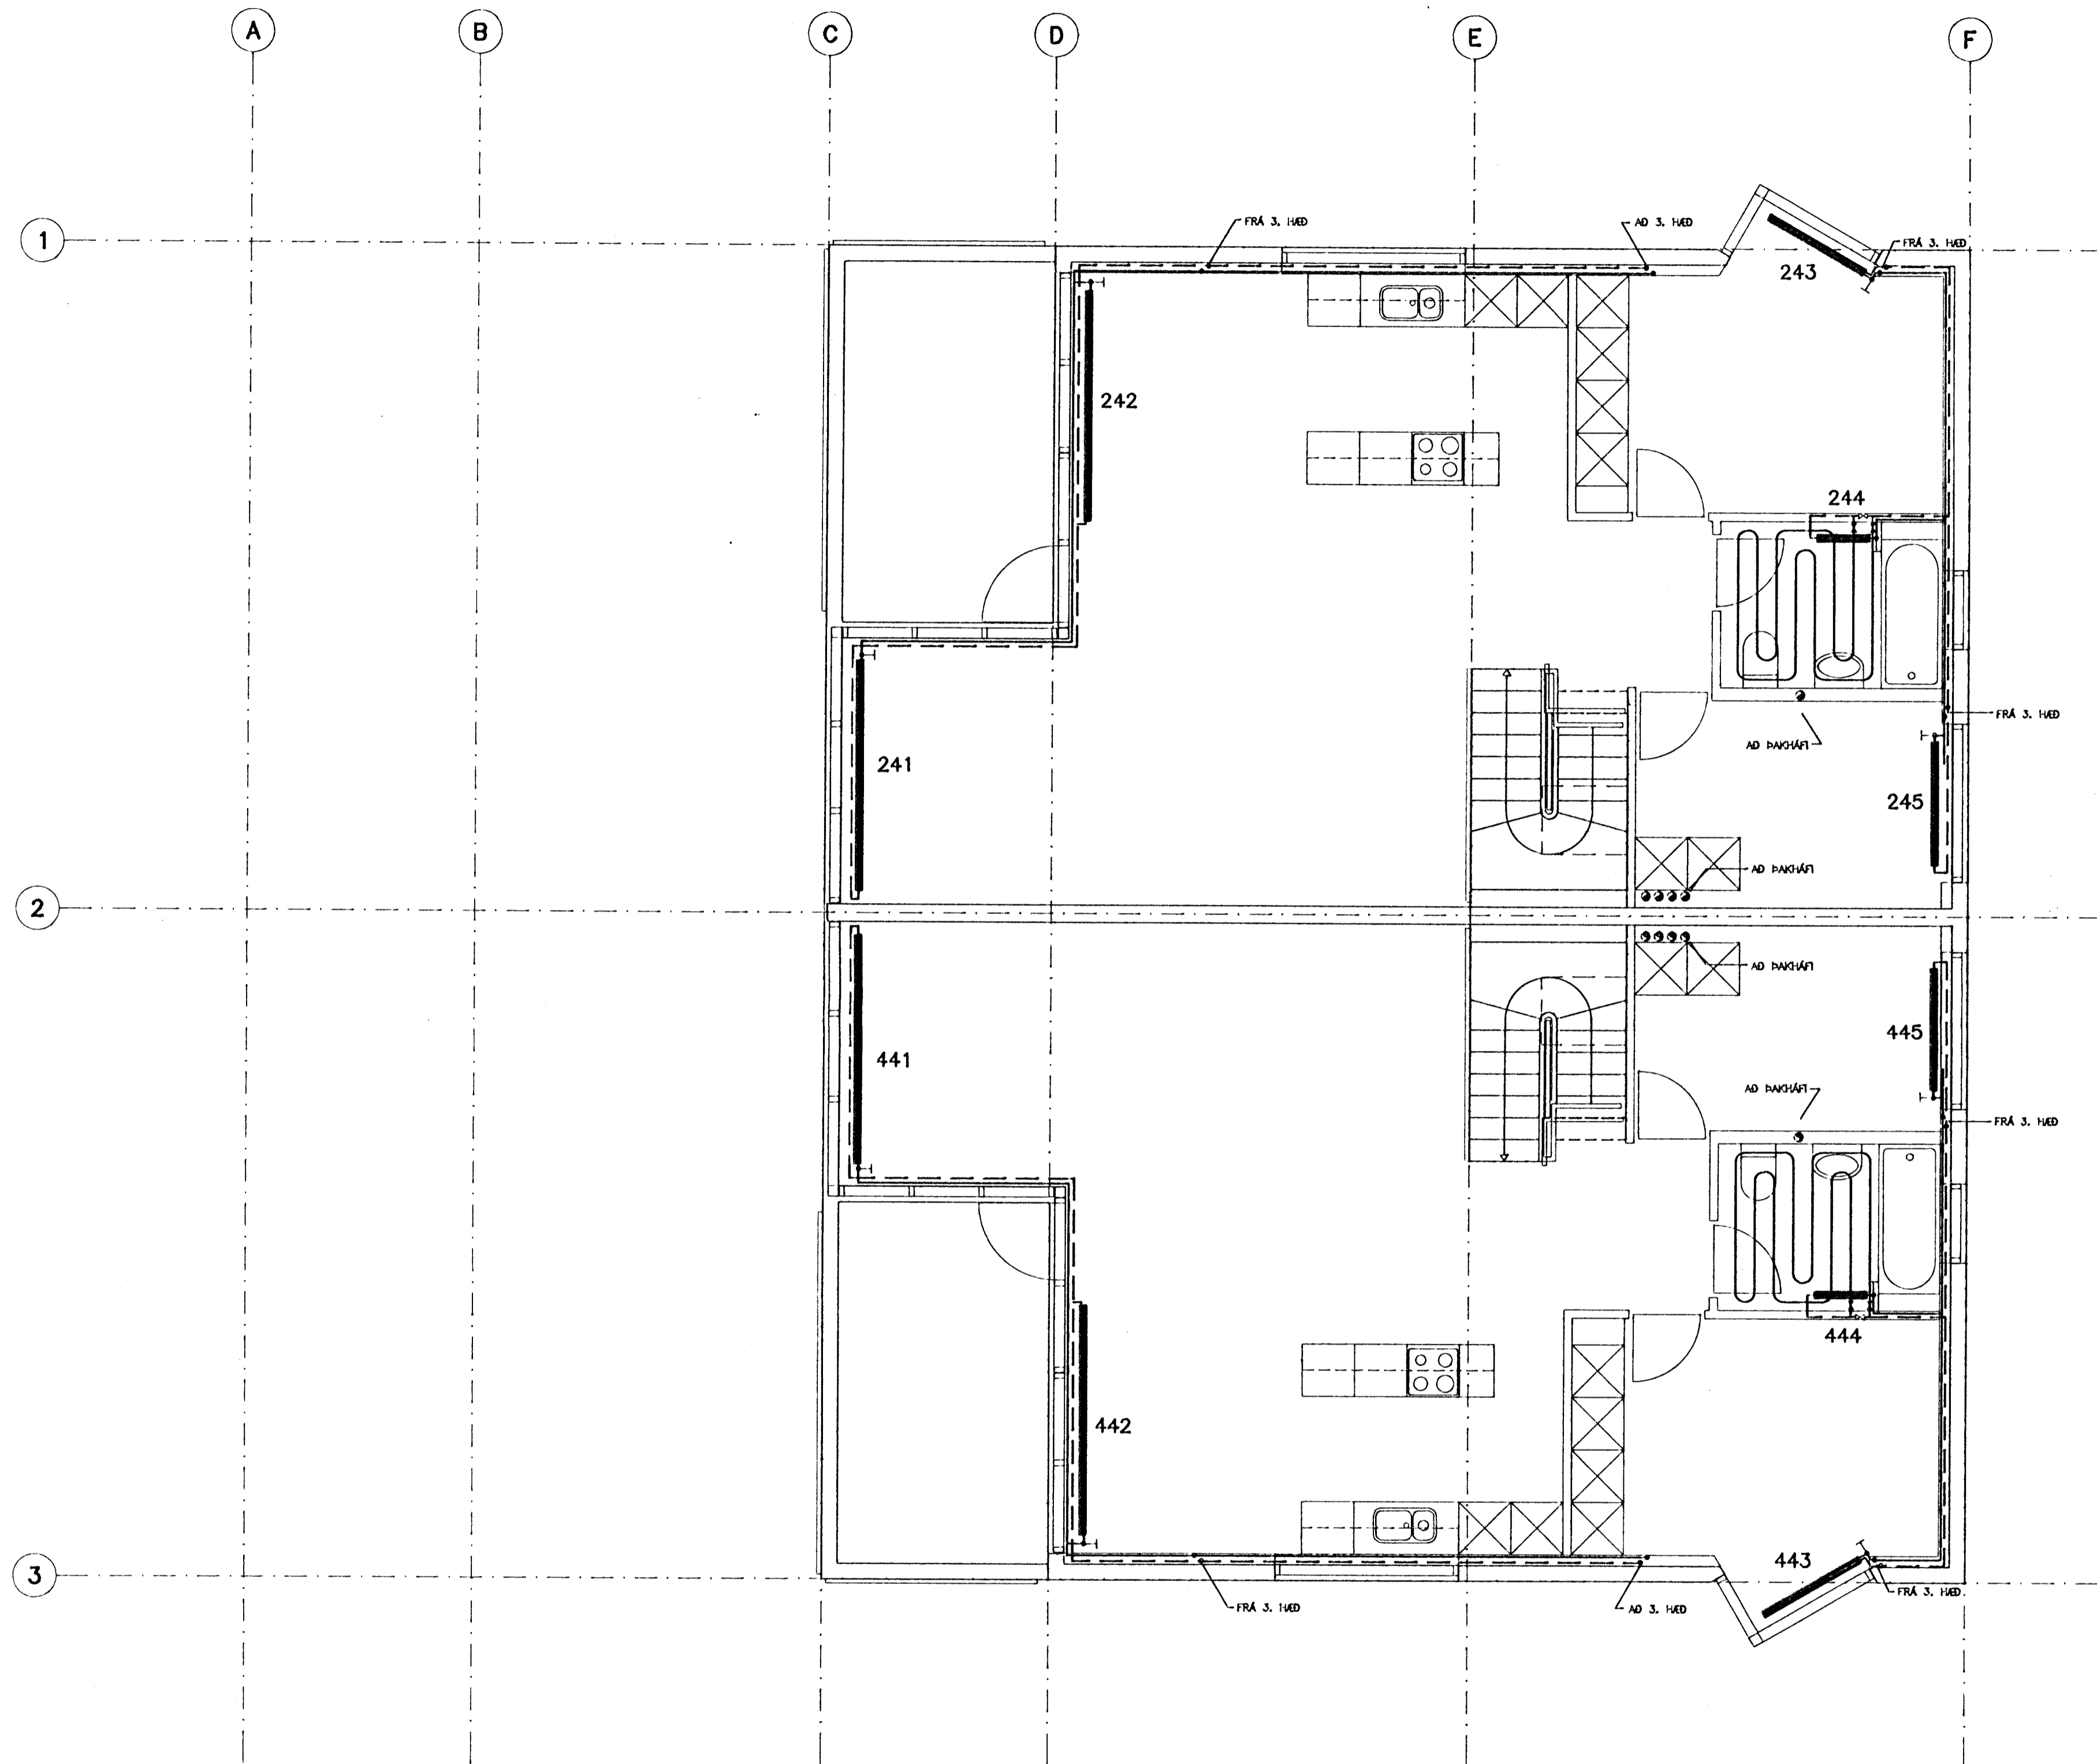 A B C D E F
1
FRÁ 3. HÆÐ
AÐ 3. HÆÐ
FRÁ 3. HÆÐ
243
242
244
FRÁ 3. HÆÐ
AÐ ÞAKHÁFI
241
245
AÐ ÞAKHÁFI
2
AÐ ÞAKHÁFI
445
441
AÐ ÞAKHÁFI
FRÁ 3. HÆÐ
444
442
443
3
FRÁ 3. HÆÐ
FRÁ 3. HÆÐ
AÐ 3. HÆÐ